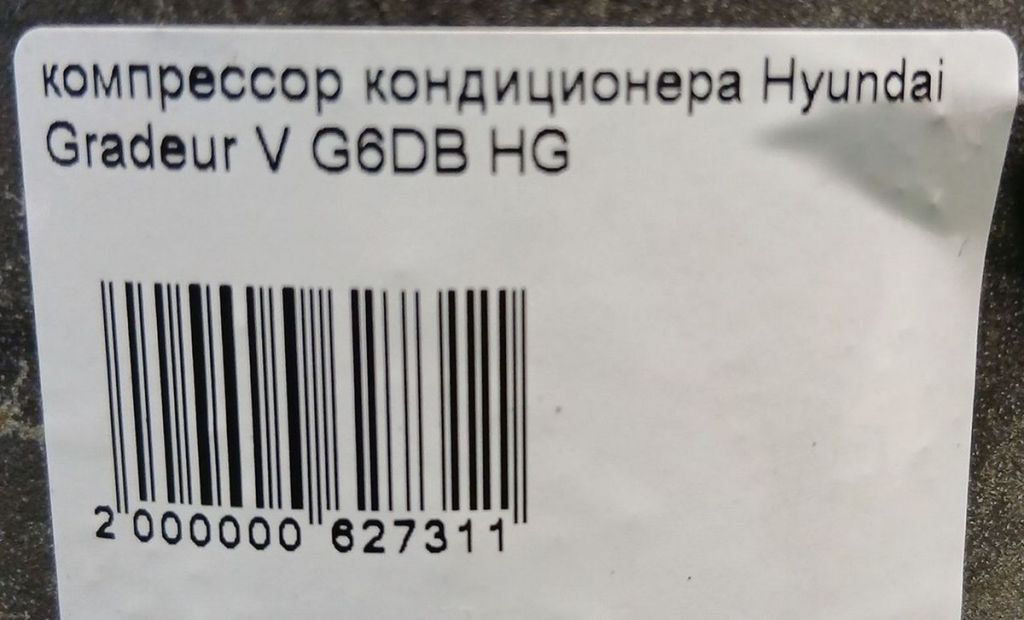 компрессор кондиционера Hyundai
Gradeur V G6DB HG
2 000000 627311